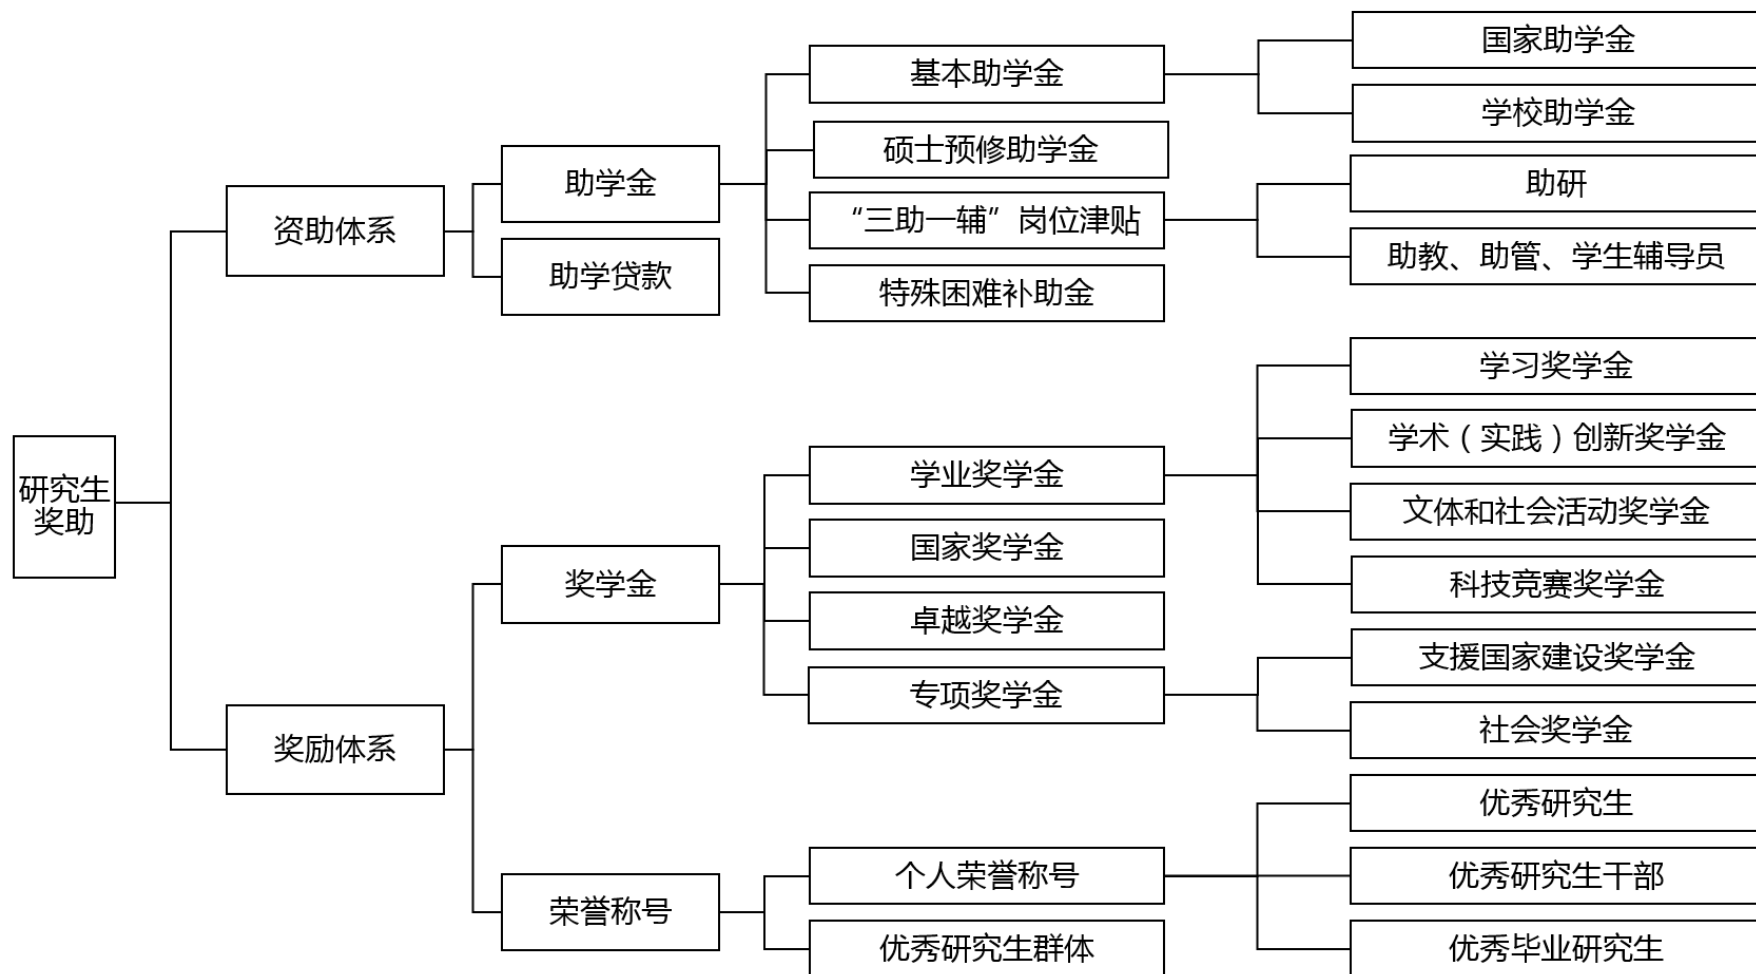 研究生
奖助
资助体系
助学金
助学贷款
基本助学金
硕士预修助学金
“三助一辅”岗位津贴
特殊困难补助金
国家助学金
学校助学金
助研
助教、助管、学生辅导员
奖励体系
奖学金
学业奖学金
国家奖学金
卓越奖学金
专项奖学金
学习奖学金
学术（实践）创新奖学金
文体和社会活动奖学金
科技竞赛奖学金
支援国家建设奖学金
社会奖学金
荣誉称号
个人荣誉称号
优秀研究生群体
优秀研究生
优秀研究生干部
优秀毕业研究生